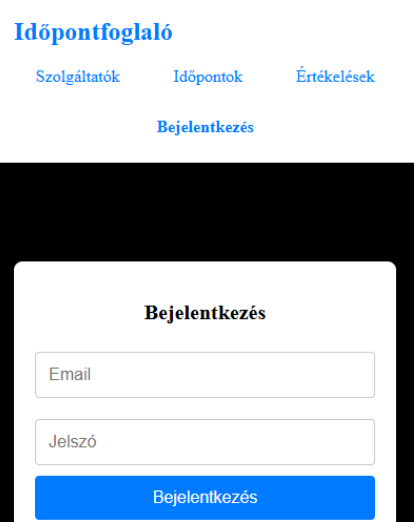 Időpontfoglaló
Szolgáltatók Időpontok Értékelések
Bejelentkezés
Bejelentkezés
Email
Jelszó
Bejelentkezés